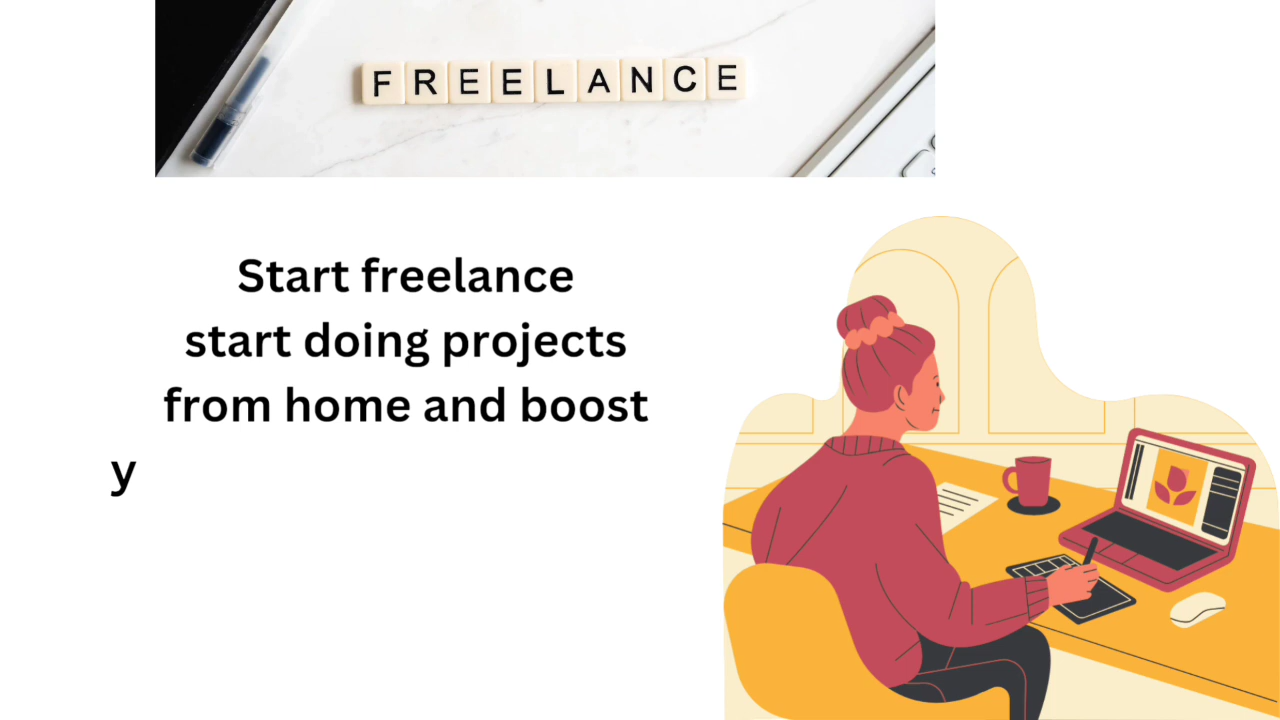 FREELANCE
Start freelance
start doing projects
from home and boost
y